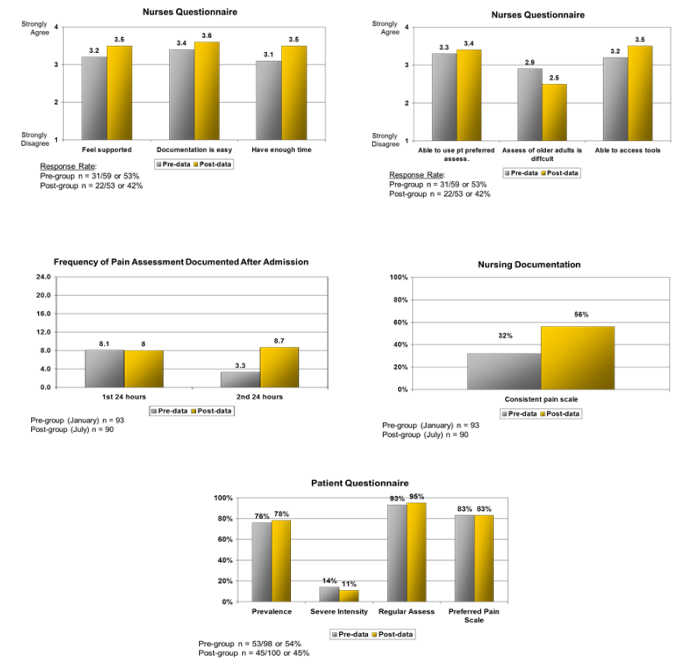 Nurses Questionnaire
Strongly
Agree
4
3
2
Strongly
Disagree
1
3.2
3.5
3.4
3.6
3.1
3.5
Feel supported
Documentation is easy
Have enough time
Pre-data Post-data
Response Rate:
Pre-group n = 31/59 or 53%
Post-group n = 22/53 or 42%
Nurses Questionnaire
Strongly
Agree
4
3
2
Strongly
Disagree
1
3.3
3.4
2.9
2.5
3.2
3.5
Able to use pt preferred
assess.
Assess of older adults is
diffcult
Able to access tools
Pre-data Post-data
Response Rate:
Pre-group n = 31/59 or 53%
Post-group n = 22/53 or 42%
Frequency of Pain Assessment Documented After Admission
24.0
20.0
16.0
12.0
8.0
4.0
0.0
8.1
8
3.3
8.7
1st 24 hours
2nd 24 hours
Pre-data Post-data
Pre-group (January) n = 93
Post-group (July) n = 90
Nursing Documentation
100%
80%
60%
40%
20%
0%
32%
56%
Consistent pain scale
Pre-data Post-data
Pre-group (January) n = 93
Post-group (July) n = 90
Patient Questionnaire
100%
80%
60%
40%
20%
0%
76% 78%
14% 11%
93% 95%
83% 83%
Prevalence
Severe Intensity
Regular Assess
Preferred Pain
Scale
Pre-data Post-data
Pre-group n = 53/98 or 54%
Post-group n = 45/100 or 45%